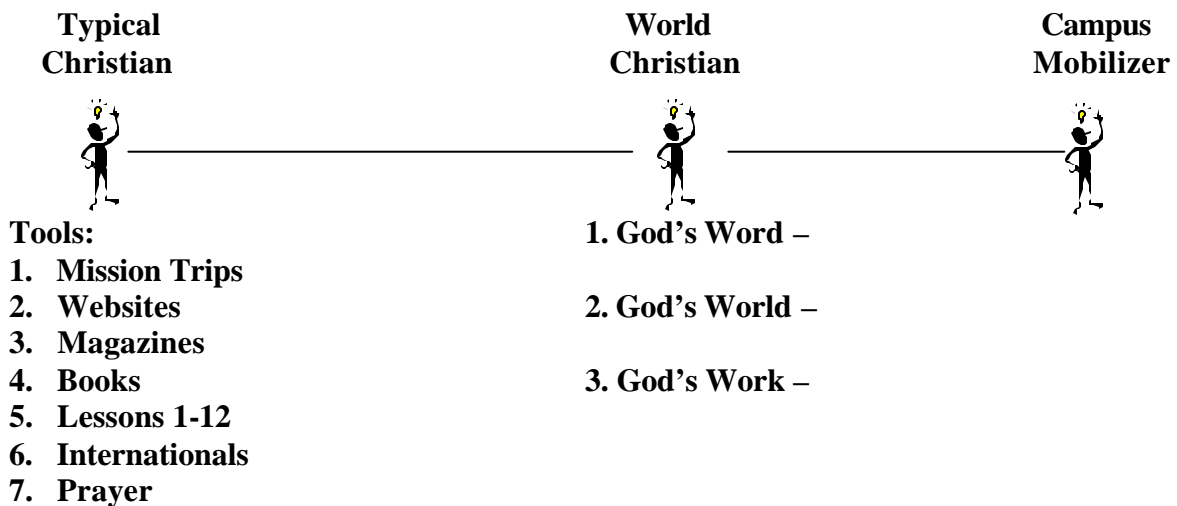 Typical World Campus
Christian Christian Mobilizer
Tools: 1. God’s Word –
1. Mission Trips
2. Websites 2. God’s World –
3. Magazines
4. Books 3. God’s Work –
5. Lessons 1-12
6. Internationals
7. Prayer